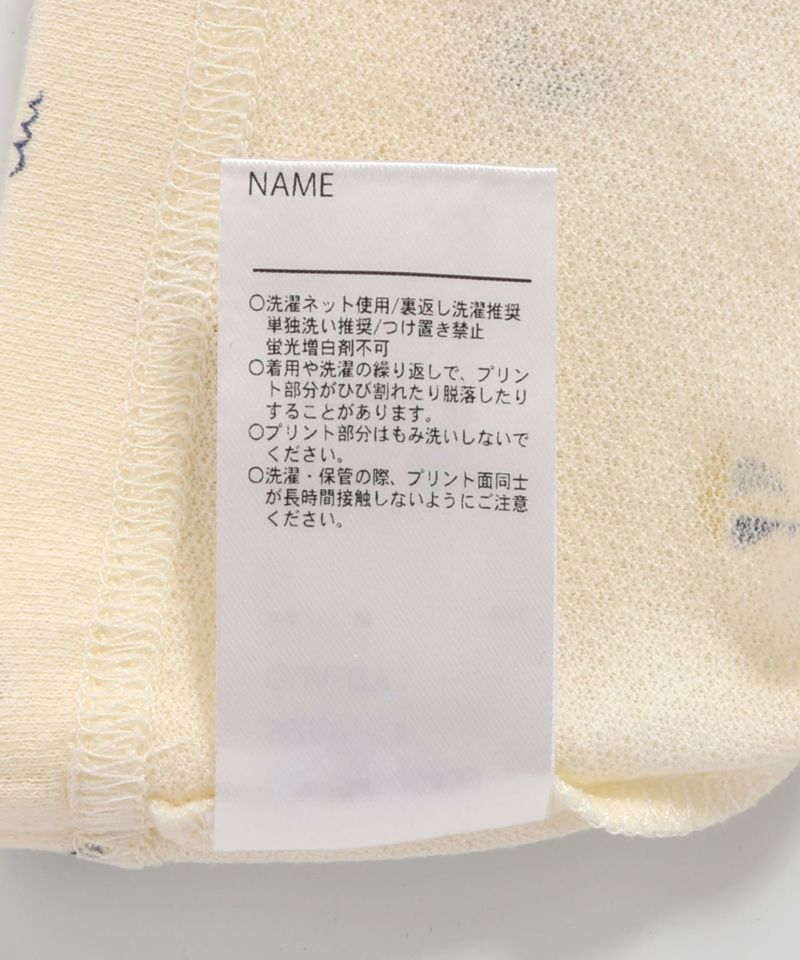 NAME
〇洗濯ネット使用/裏返し洗濯推奨
単独洗い推奨/つけ置き禁止
蛍光増白剤不可
〇着用や洗濯の繰り返しで、プリン
ト部分がひび割れたり脱落したり
することがあります。
〇プリント部分はもみ洗いしないで
ください。
〇洗濯・保管の際、プリント面同士
が長時間接触しないようにご注意
ください。